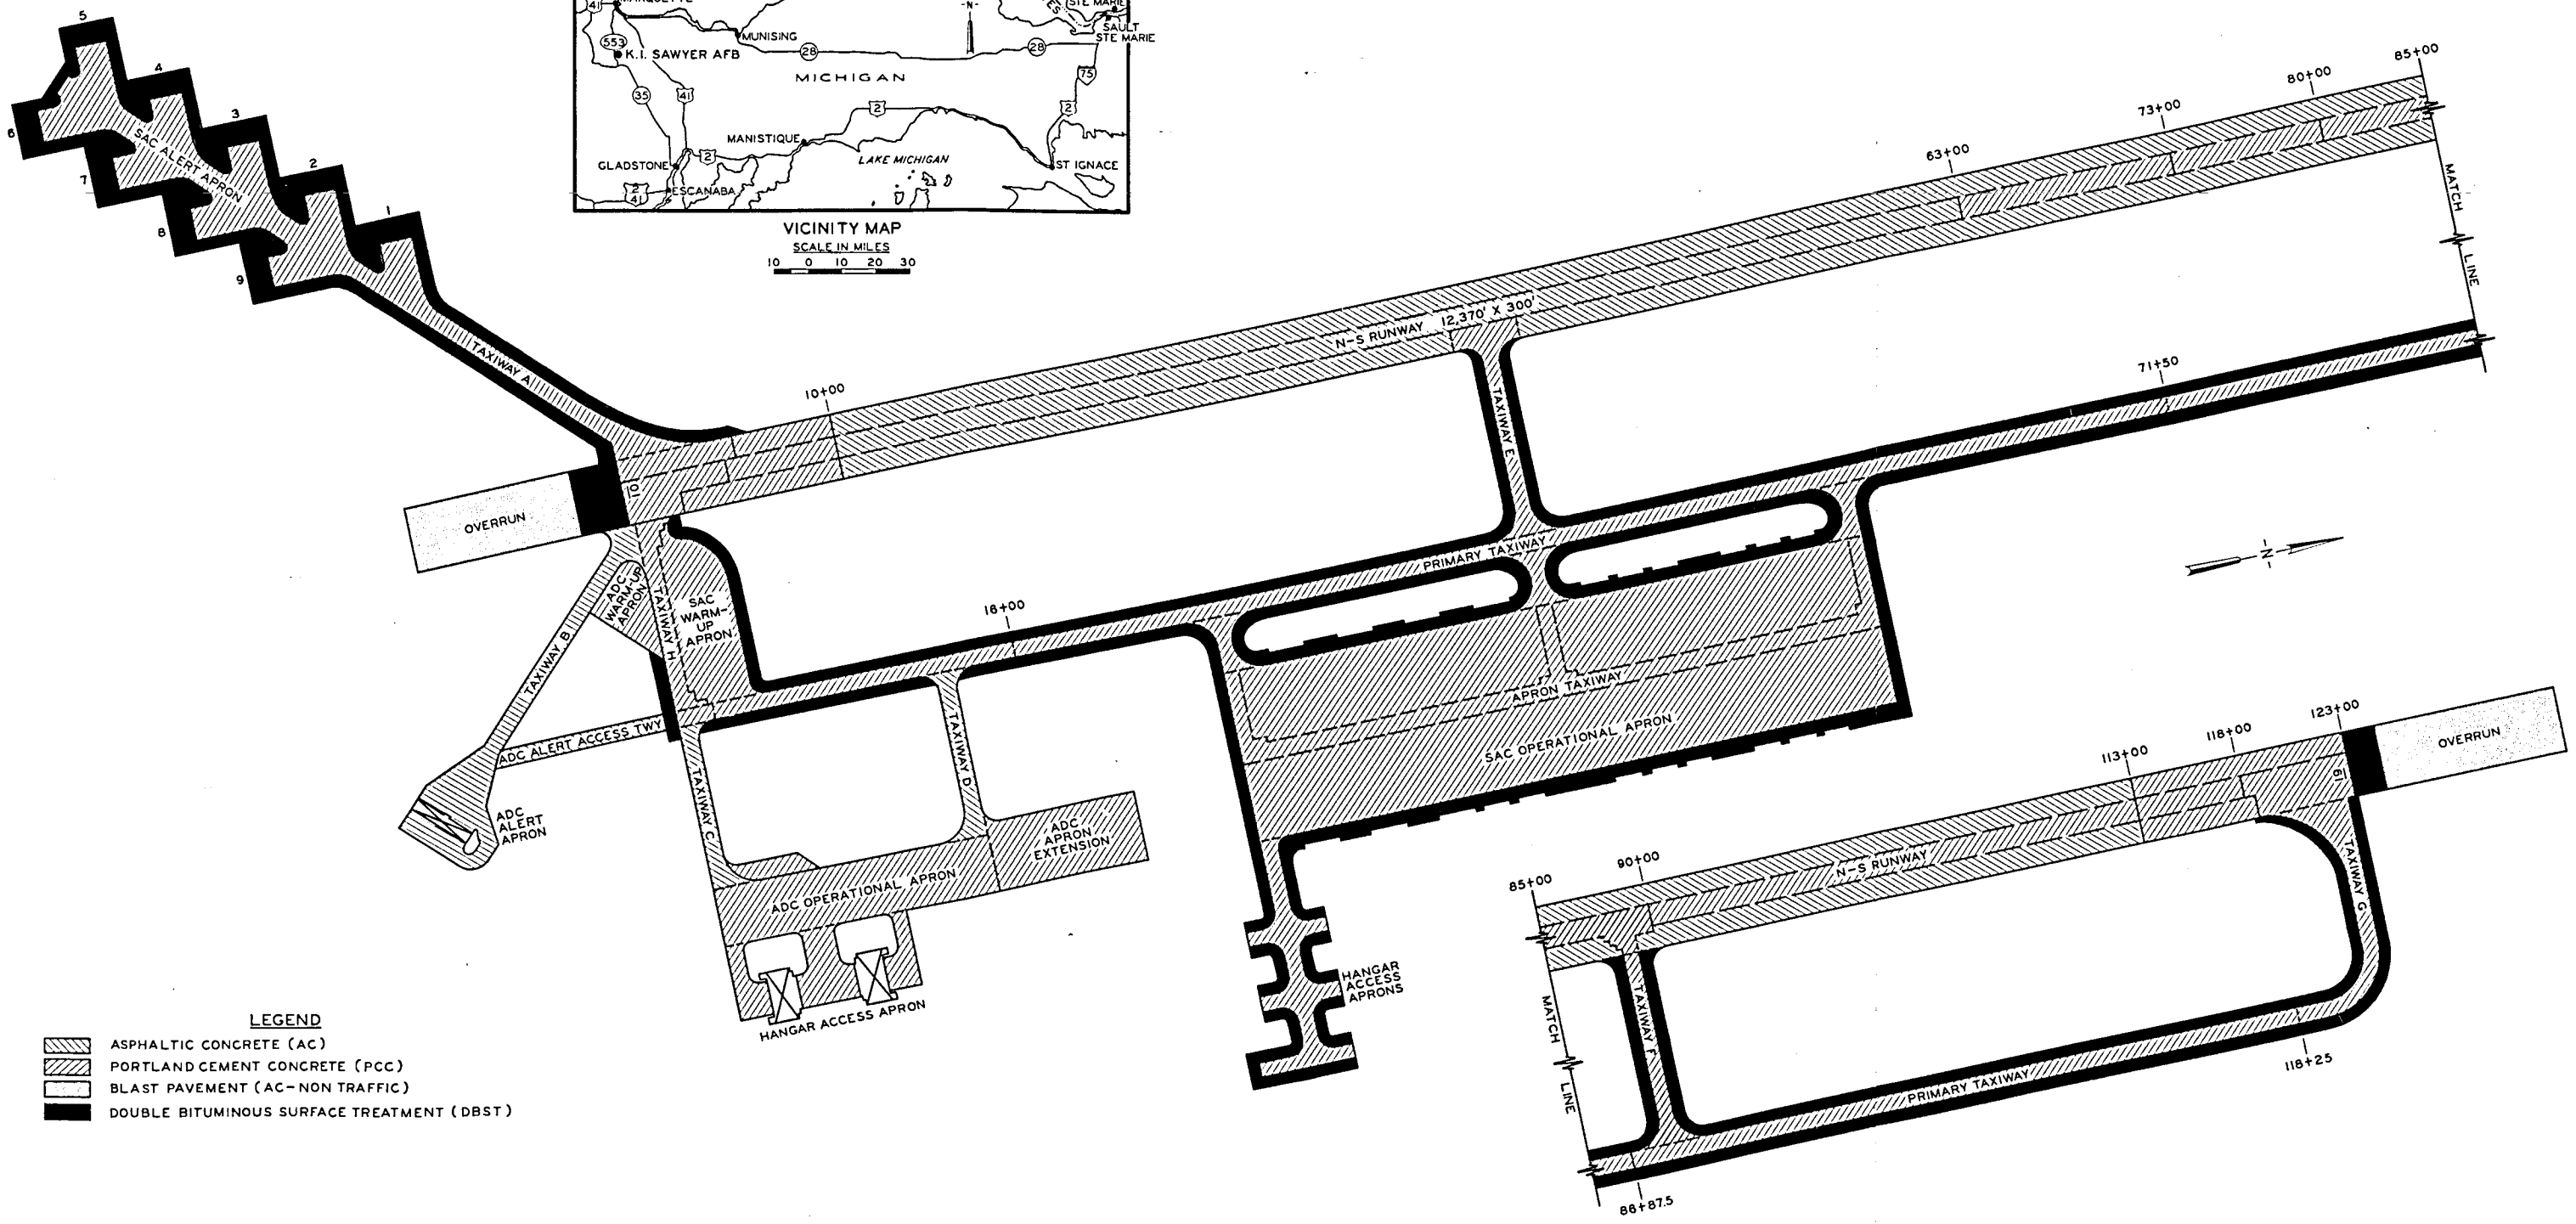 41
MARQUETTE
STE MARIE
-N-
SAULT
STE MARIE
MUNISING
28
28
553
K.I. SAWYER AFB
MICHIGAN
75
35
41
2
2
MANISTIQUE
LAKE MICHIGAN
GLADSTONE
2
ST IGNACE
2
41
ESCANABA
VICINITY MAP
SCALE IN MILES
10 0 10 20 30
5
4
3
2
1
6
7
8
9
SAC ALERT APRON
TAXIWAY A
10+00
63+00
73+00
80+00
85+00
N-S RUNWAY 12,370' X 300'
MATCH
LINE
71+50
OVERRUN
01
TAXIWAY E
PRIMARY TAXIWAY
ADC
WARM-UP
APRON
TAXIWAY H
SAC
WARM-
UP
APRON
16+00
TAXIWAY B
ADC ALERT ACCESS TWY
ADC
ALERT
APRON
TAXIWAY C
TAXIWAY D
ADC
APRON
EXTENSION
ADC OPERATIONAL APRON
HANGAR ACCESS APRON
APRON TAXIWAY
SAC OPERATIONAL APRON
HANGAR
ACCESS
APRONS
N
85+00
90+00
113+00
118+00
123+00
N-S RUNWAY
19
OVERRUN
TAXIWAY G
TAXIWAY F
MATCH
LINE
PRIMARY TAXIWAY
86+87.5
118+25
LEGEND
ASPHALTIC CONCRETE (AC)
PORTLAND CEMENT CONCRETE (PCC)
BLAST PAVEMENT (AC-NON TRAFFIC)
DOUBLE BITUMINOUS SURFACE TREATMENT (DBST)